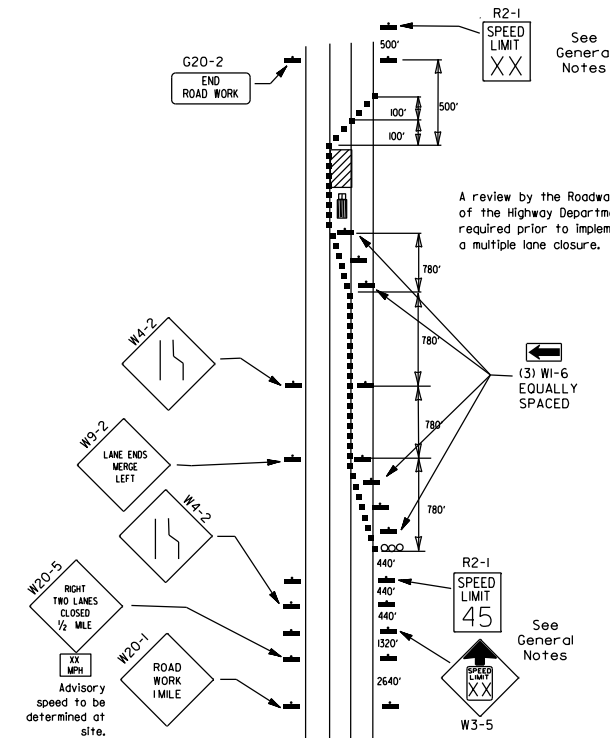 R2-1
SPEED
LIMIT
XX
See
General
Notes
500'
G20-2
END
ROAD WORK
500'
100'
100'
A review by the Roadwa
of the Highway Departme
required prior to implem
a multiple lane closure.
780'
780'
W4-2
(3) W1-6
EQUALLY
SPACED
W9-2
LANE ENDS
MERGE
LEFT
780'
780'
W4-2
440'
R2-1
SPEED
LIMIT
45
440'
440'
W20-5
RIGHT
TWO LANES
CLOSED
½ MILE
XX
MPH
Advisory
speed to be
determined at
site.
1320'
See
General
Notes
W20-1
ROAD
WORK
1 MILE
2640'
SPEED
LIMIT
XX
W3-5